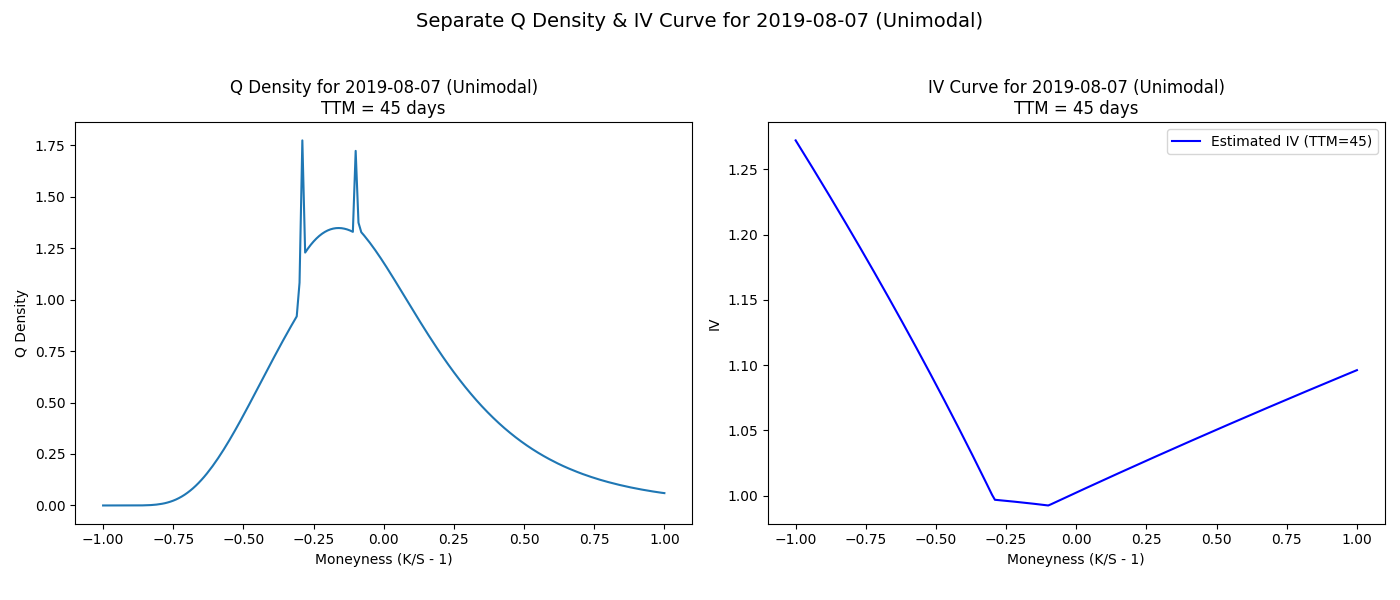 Separate Q Density & IV Curve for 2019-08-07 (Unimodal)
Q Density for 2019-08-07 (Unimodal)
TTM = 45 days
1.75
1.50
1.25
1.00
0.75
0.50
0.25
0.00
Q Density
−1.00 −0.75 −0.50 −0.25 0.00 0.25 0.50 0.75 1.00
Moneyness (K/S - 1)
IV Curve for 2019-08-07 (Unimodal)
TTM = 45 days
Estimated IV (TTM=45)
1.25
1.20
1.15
1.10
1.05
1.00
IV
−1.00 −0.75 −0.50 −0.25 0.00 0.25 0.50 0.75 1.00
Moneyness (K/S - 1)